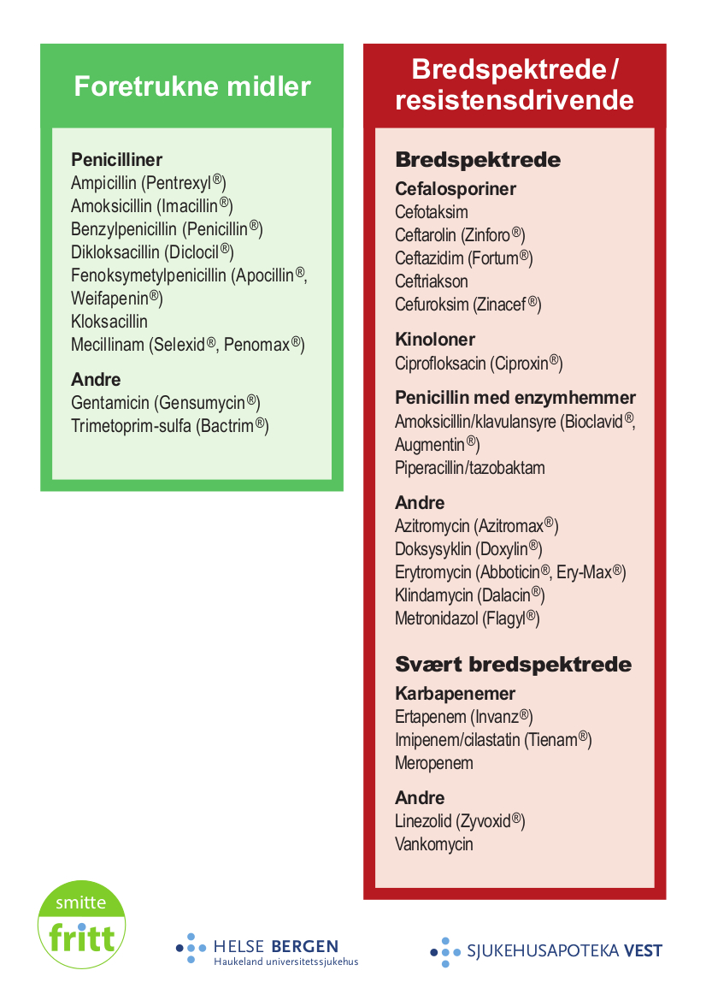 Foretrukne midler
Penicilliner
Ampicillin (Pentrexyl®)
Amoksicillin (Imacillin®)
Benzylpenicillin (Penicillin®)
Dikloksacillin (Diclocil®)
Fenoksymetylpenicillin (Apocillin®,
Weifapenin®)
Kloksacillin
Mecillinam (Selexid®, Penomax®)
Andre
Gentamicin (Gensumycin®)
Trimetoprim-sulfa (Bactrim®)
Bredspektrede/
resistensdrivende
Bredspektrede
Cefalosporiner
Cefotaksim
Ceftarolin (Zinforo®)
Ceftazidim (Fortum®)
Ceftriakson
Cefuroksim (Zinacef®)
Kinoloner
Ciprofloksacin (Ciproxin®)
Penicillin med enzymhemmer
Amoksicillin/klavulansyre (Bioclavid®,
Augmentin®)
Piperacillin/tazobaktam
Andre
Azitromycin (Azitromax®)
Doksysyklin (Doxylin®)
Erytromycin (Abboticin®, Ery-Max®)
Klindamycin (Dalacin®)
Metronidazol (Flagyl®)
Svært bredspektrede
Karbapenemer
Ertapenem (Invanz®)
Imipenem/cilastatin (Tienam®)
Meropenem
Andre
Linezolid (Zyvoxid®)
Vankomycin
smitte
fritt
HELSE BERGEN
Haukeland universitetssjukehus
SJUKEHUSAPOTEKA VEST